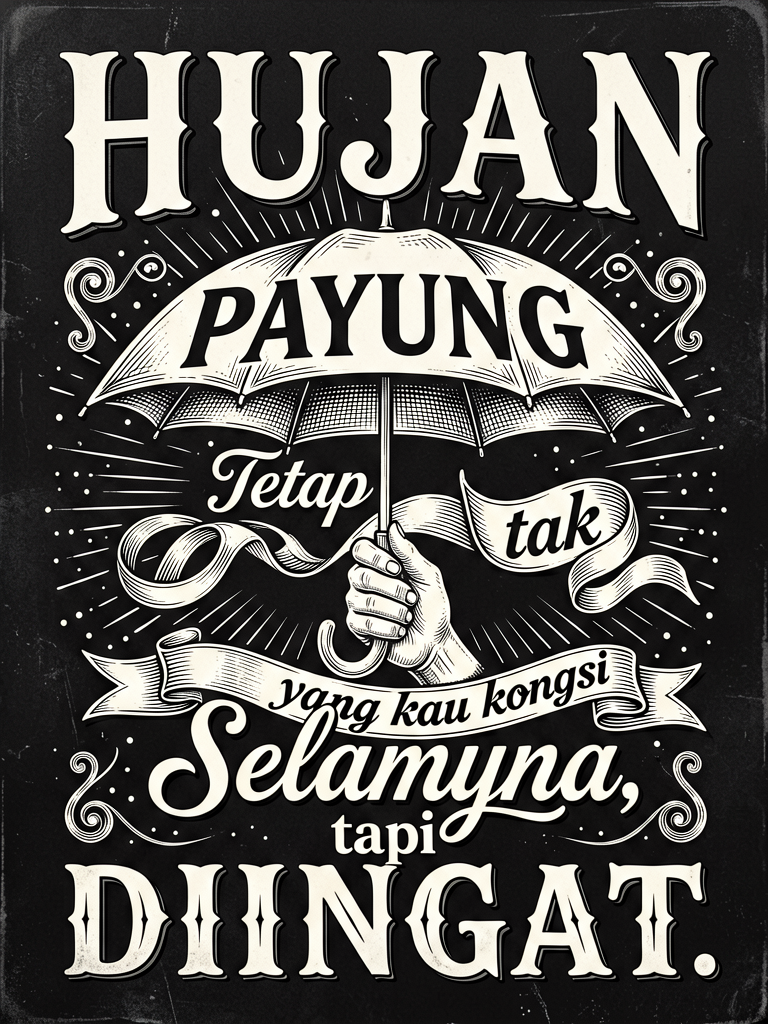 HUJAN
PAYUNG
Tetap
tak
yang kau kongsi
Selamyna,
tapi
DIINGAT.